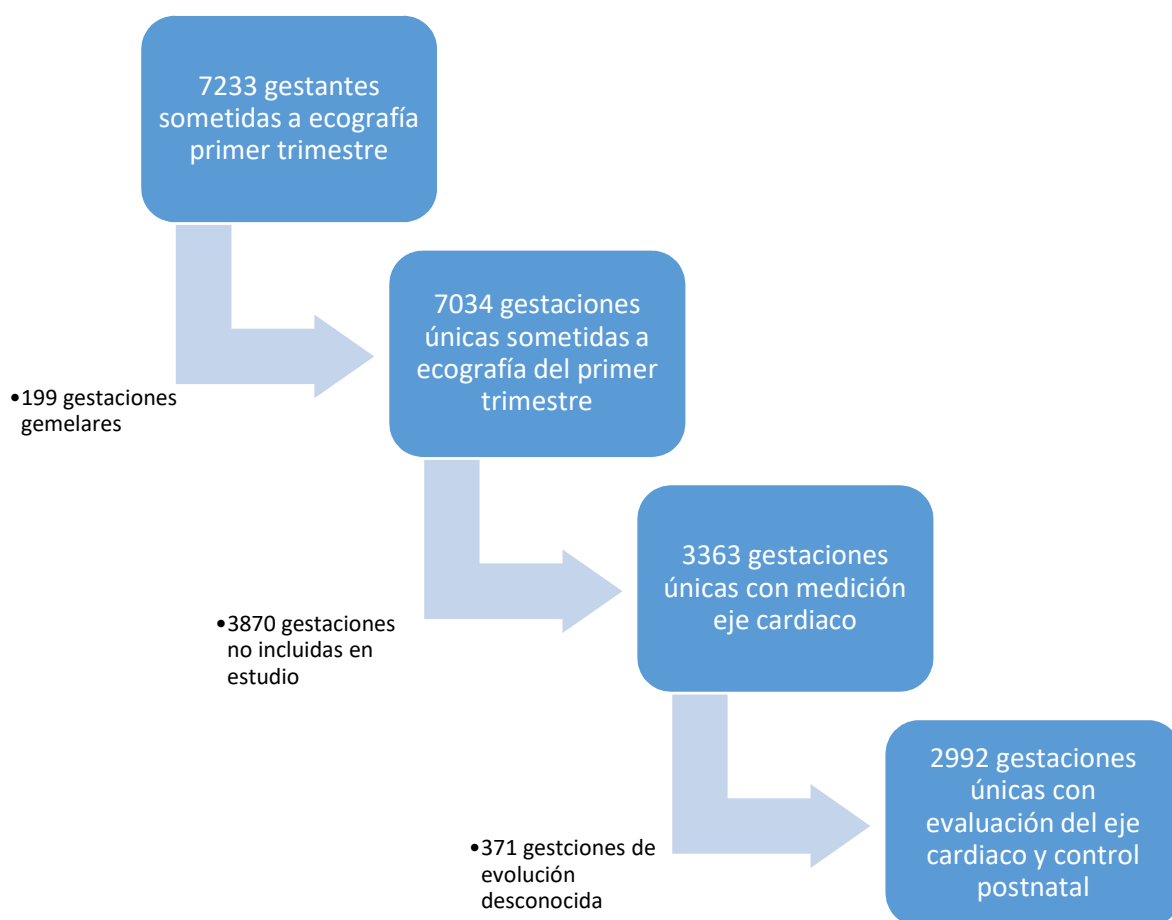 7233 gestantes
sometidas a ecografía
primer trimestre
•199 gestaciones
gemelares
7034 gestaciones
únicas sometidas a
ecografía del primer
trimestre
•3870 gestaciones
no incluidas en
estudio
3363 gestaciones
únicas con medición
eje cardiaco
•371 gestciones de
evolución
desconocida
2992 gestaciones
únicas con
evaluación del eje
cardiaco y control
postnatal